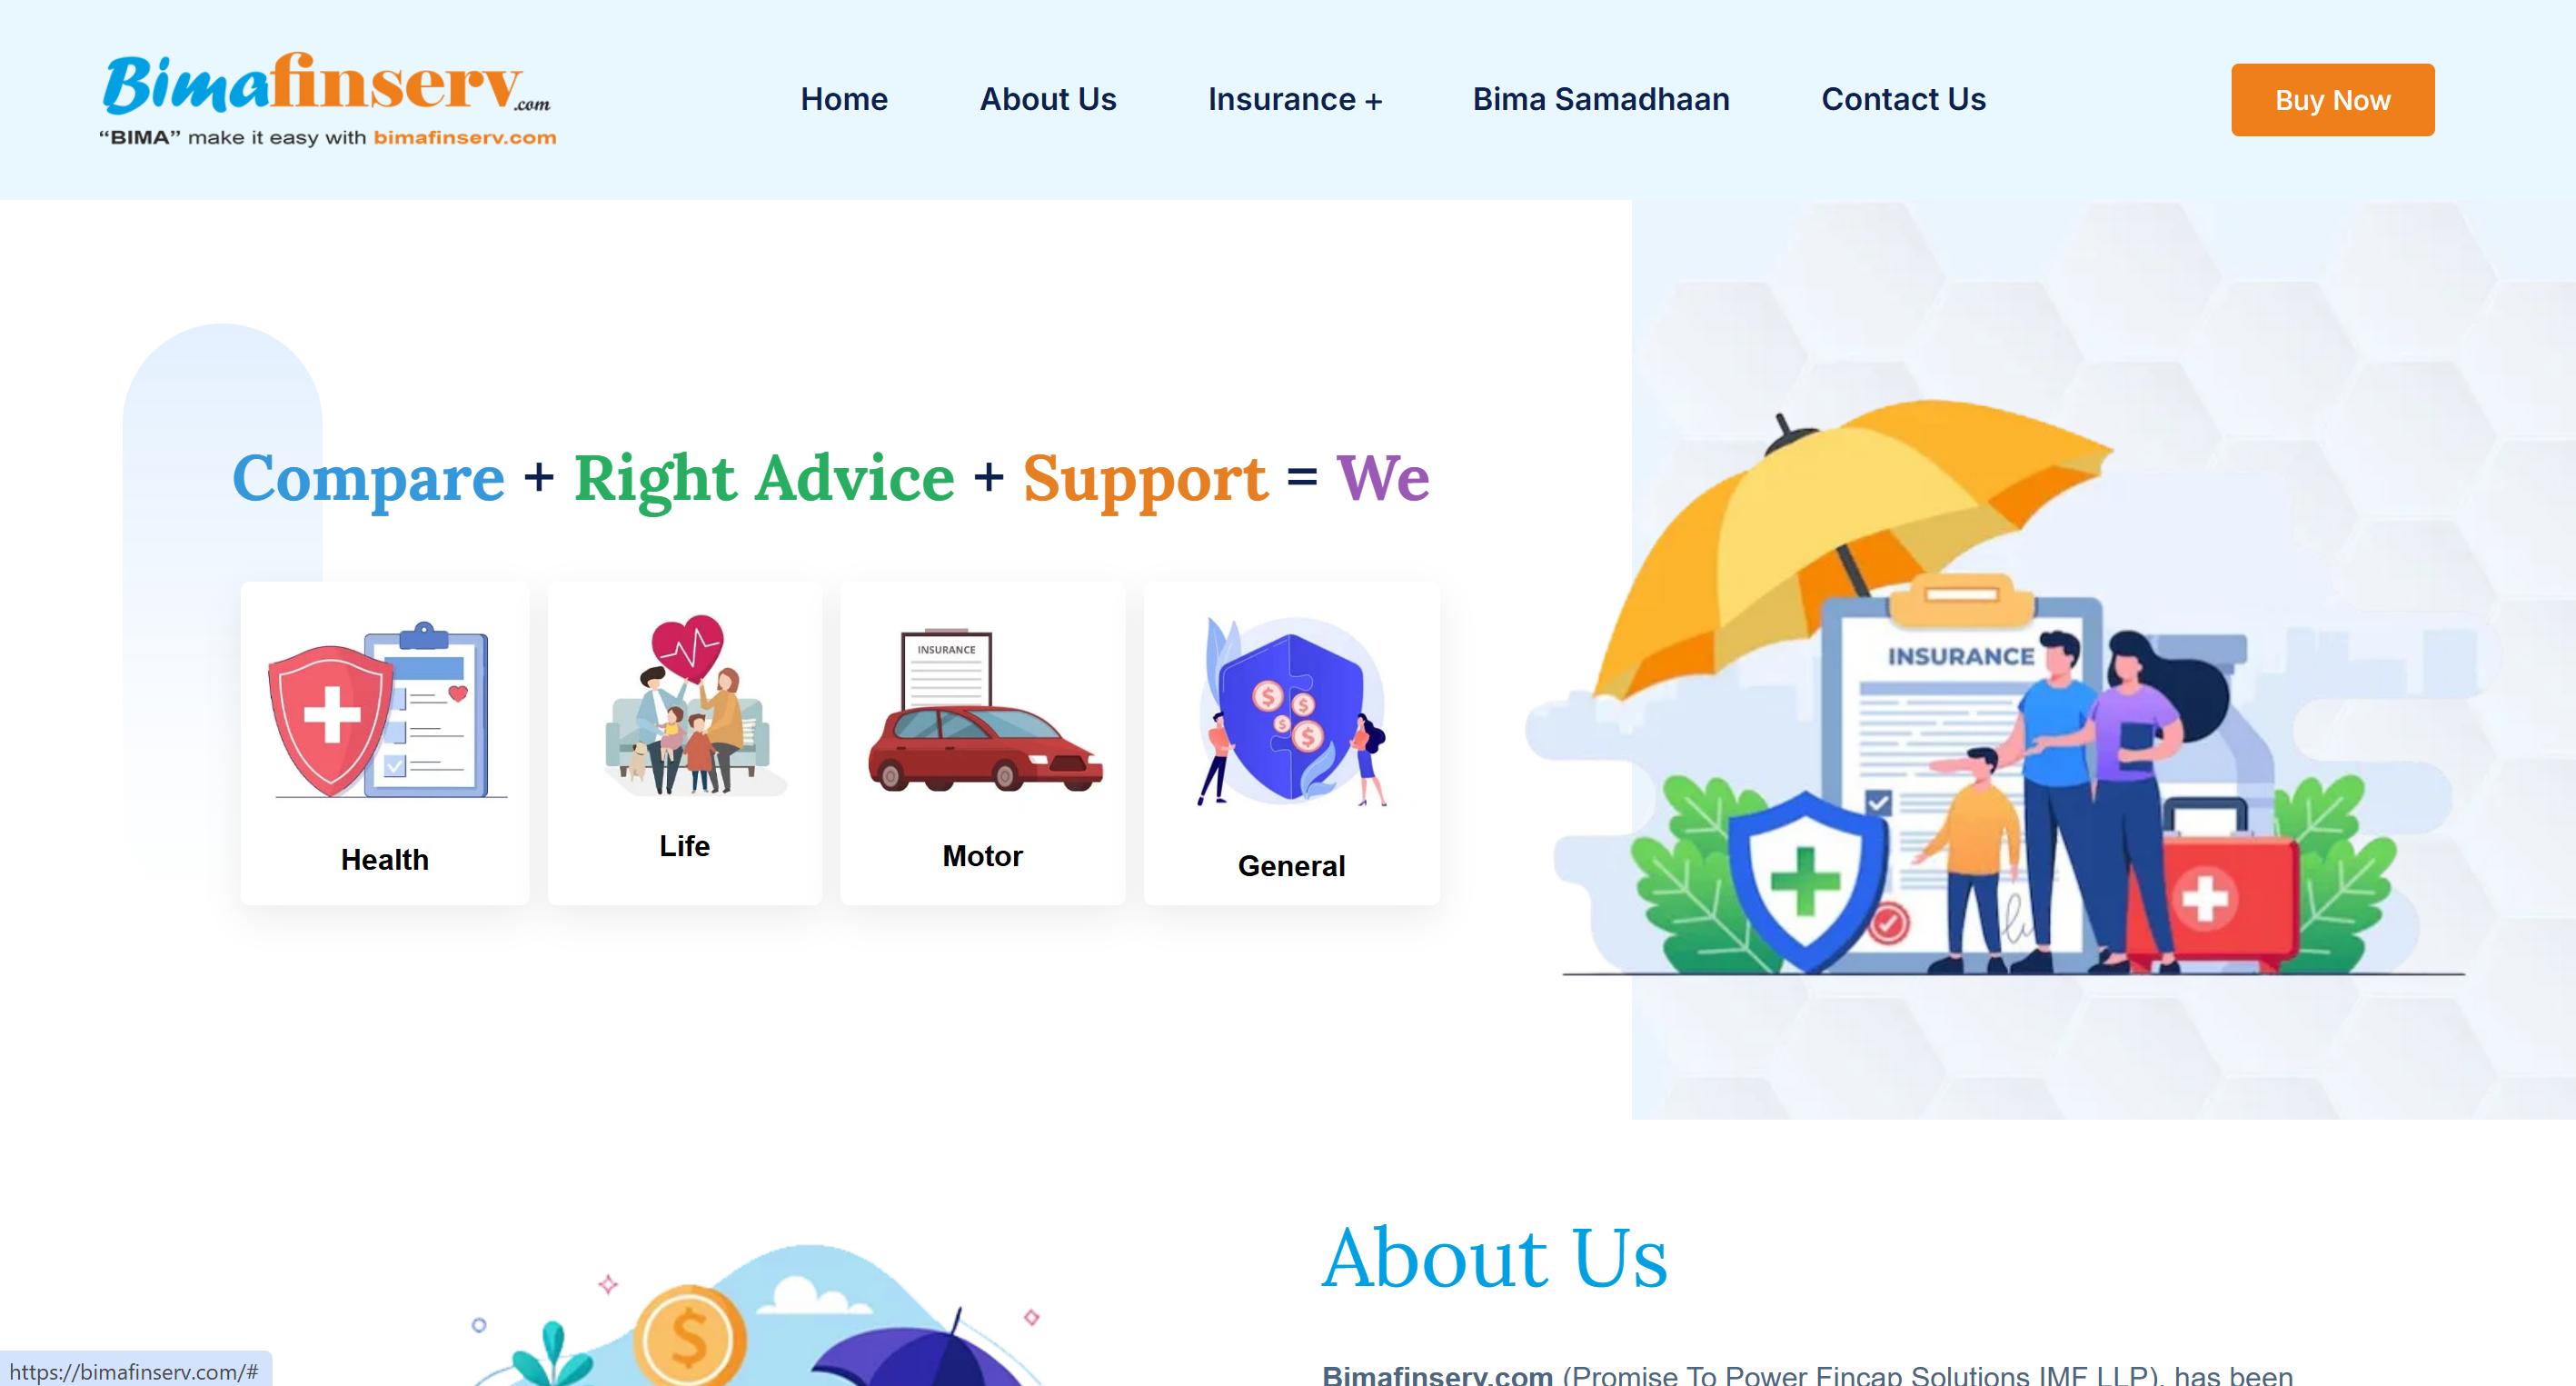 Bimafinserv.com
“BIMA” make it easy with bimafinserv.com
Home About Us Insurance + Bima Samadhaan Contact Us Buy Now
Compare + Right Advice + Support = We
INSURANCE
INSURANCE
Health Life Motor General
About Us
Bimafinserv.com (Promise To Power Fincap Solutions IMF LLP), has been
https://bimafinserv.com/#